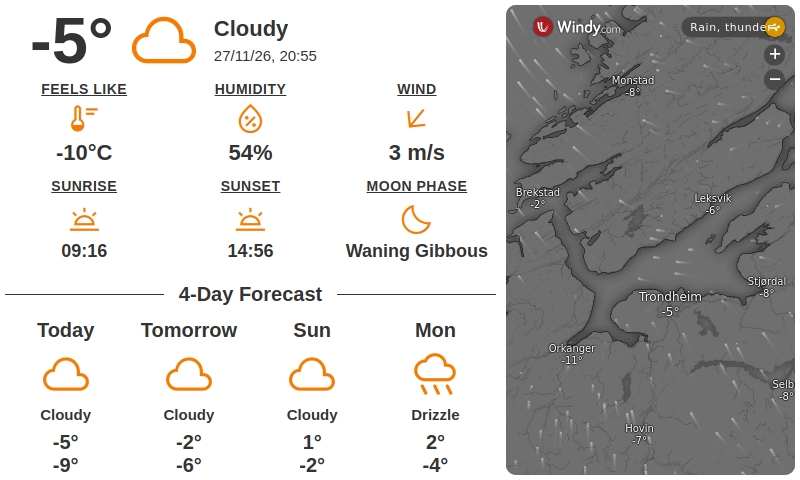 -5°
Cloudy
27/11/26, 20:55
FEELS LIKE
HUMIDITY
WIND
-10°C
54%
3 m/s
SUNRISE
SUNSET
MOON PHASE
09:16
14:56
Waning Gibbous
4-Day Forecast
Today
Tomorrow
Sun
Mon
Cloudy
Cloudy
Cloudy
Drizzle
-5°
-2°
1°
2°
-9°
-6°
-2°
-4°
Windy.com
Rain, thunde
+
−
Monstad
-8°
Brekstad
-2°
Leksvik
-6°
Stjørdal
-8°
Trondheim
-5°
Orkanger
-11°
Selb
-8°
Hovin
-7°